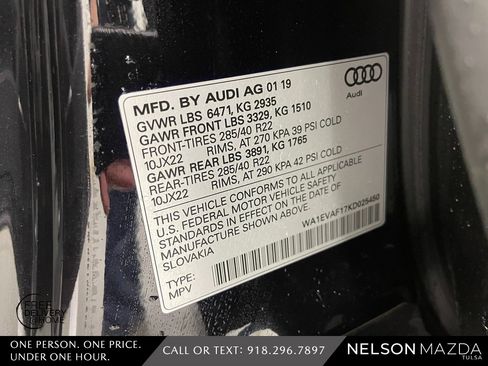 MFD. BY AUDI AG 01 19
GVWR LBS 6471, KG 2935
GAWR FRONT LBS 3329, KG 1510
FRONT-TIRES 285/40 R22
10JX22 RIMS, AT 270 KPA 39 PSI COLD
GAWR REAR LBS 3891, KG 1765
REAR-TIRES 285/40 R22
10JX22 RIMS, AT 290 KPA 42 PSI COLD
THIS VEHICLE CONFORMS TO ALL APPLICABLE
U.S. FEDERAL MOTOR VEHICLE SAFETY
STANDARDS IN EFFECT ON THE DATE OF
MANUFACTURE SHOWN ABOVE.
SLOVAKIA
WA1EVAF17KD025450
TYPE:
MPV
Audi
FREE
DELIVERY
TO HOME
ONE PERSON. ONE PRICE.
UNDER ONE HOUR.
CALL OR TEXT: 918.296.7897
NELSON MAZDA
TULSA